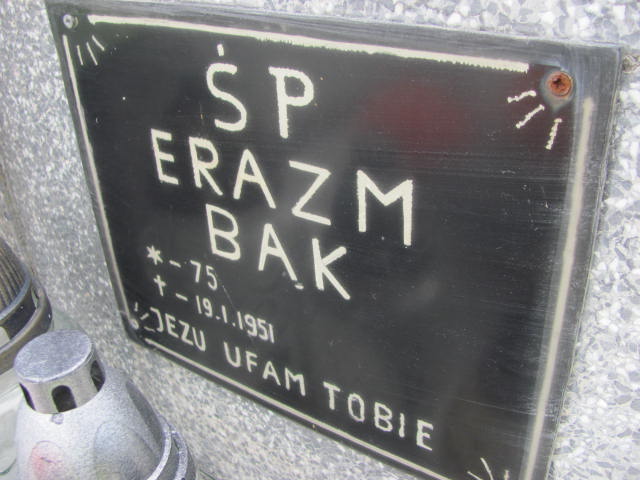 ŚP
ERAZM
BĄK
* - 75
† - 19.1.1951
JEZU UFAM TOBIE